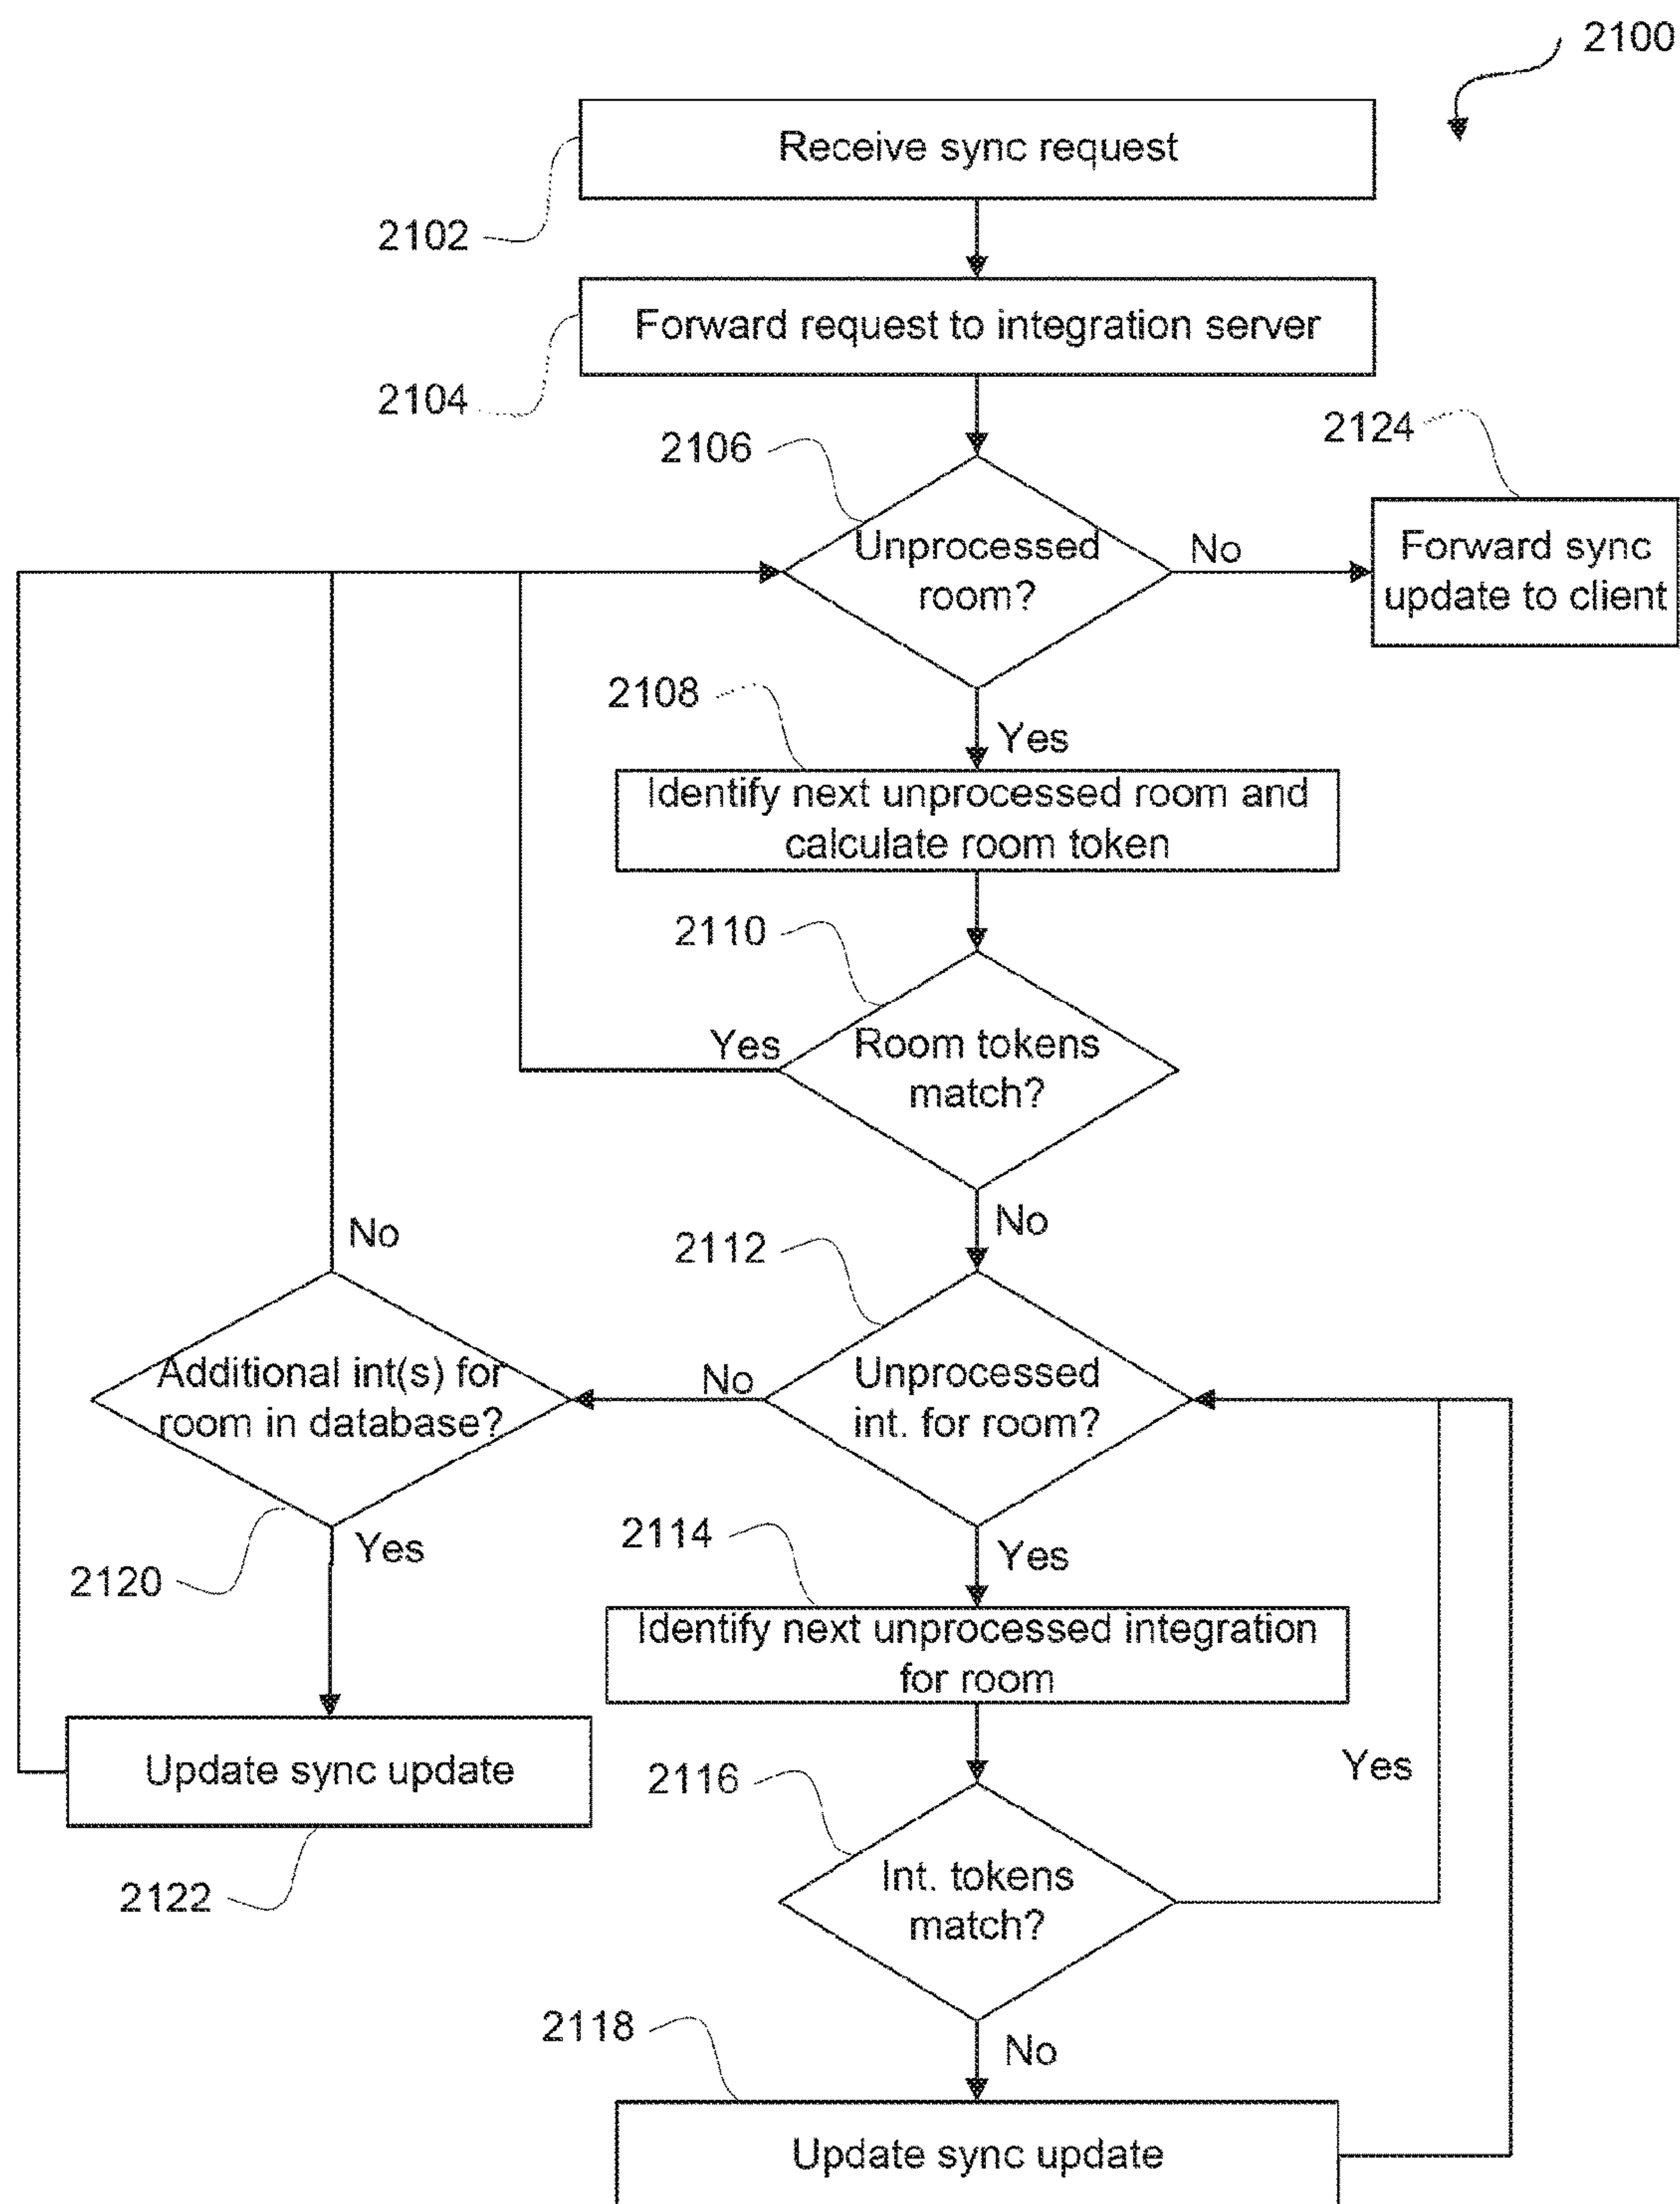 2100
Receive sync request
2102
Forward request to integration server
2104
2106
2124
Unprocessed
room?
No
Forward sync
update to client
2108
Yes
Identify next unprocessed room and
calculate room token
2110
Yes
Room tokens
match?
No
2112
No
Additional int(s) for
room in database?
No
Unprocessed
int. for room?
2114
Yes
Yes
2120
Identify next unprocessed integration
for room
Update sync update
2116
Yes
2122
Int. tokens
match?
2118
No
Update sync update